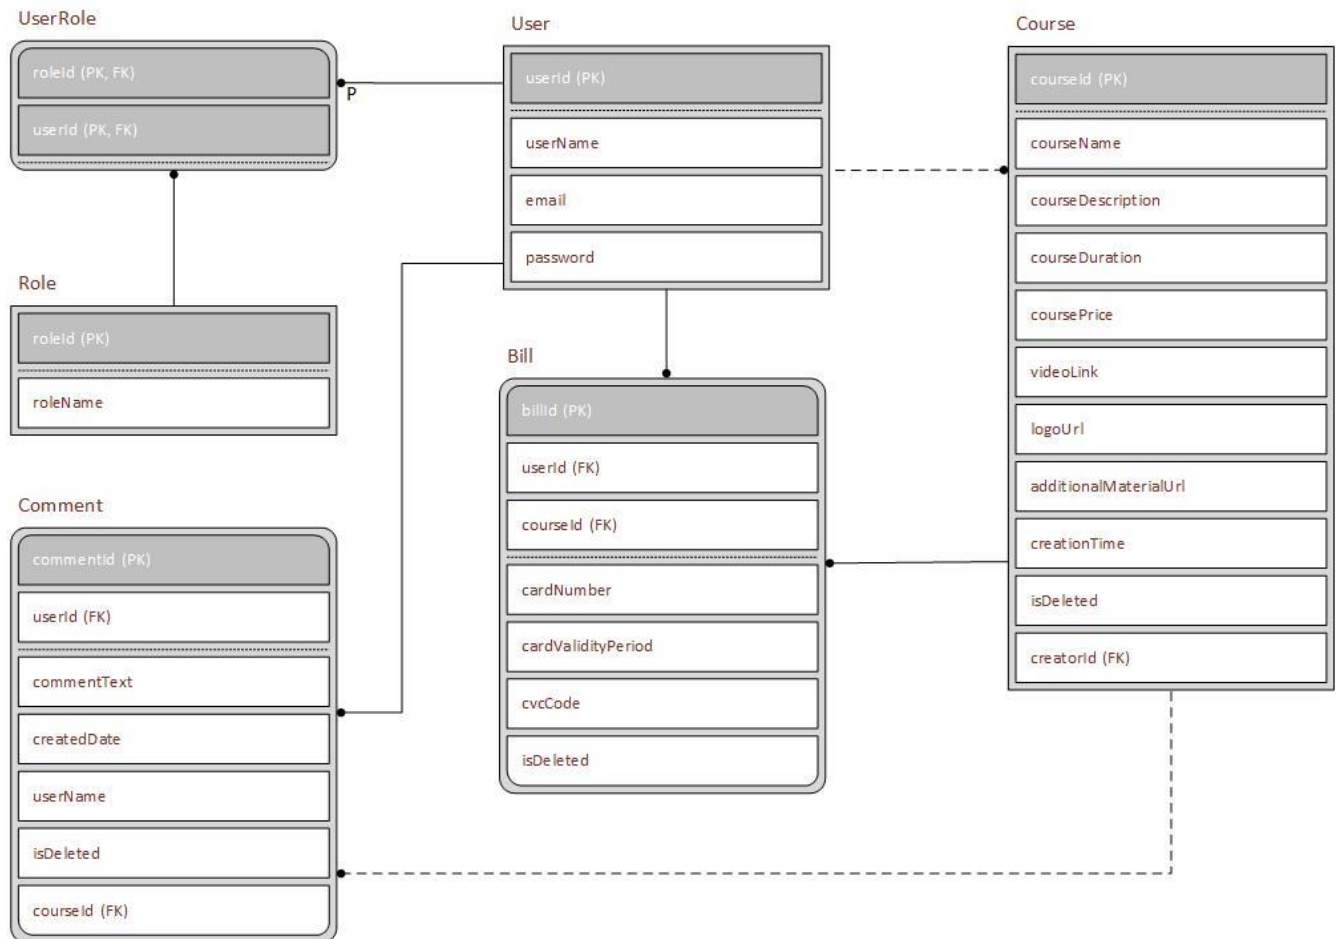 UserRole
roleId (PK, FK)
userId (PK, FK)
P
Role
roleId (PK)
roleName
Comment
commentId (PK)
userId (FK)
commentText
createdDate
userName
isDeleted
courseId (FK)
User
userId (PK)
userName
email
password
Bill
billId (PK)
userId (FK)
courseId (FK)
cardNumber
cardValidityPeriod
cvcCode
isDeleted
Course
courseId (PK)
courseName
courseDescription
courseDuration
coursePrice
videoLink
logoUrl
additionalMaterialUrl
creationTime
isDeleted
creatorId (FK)